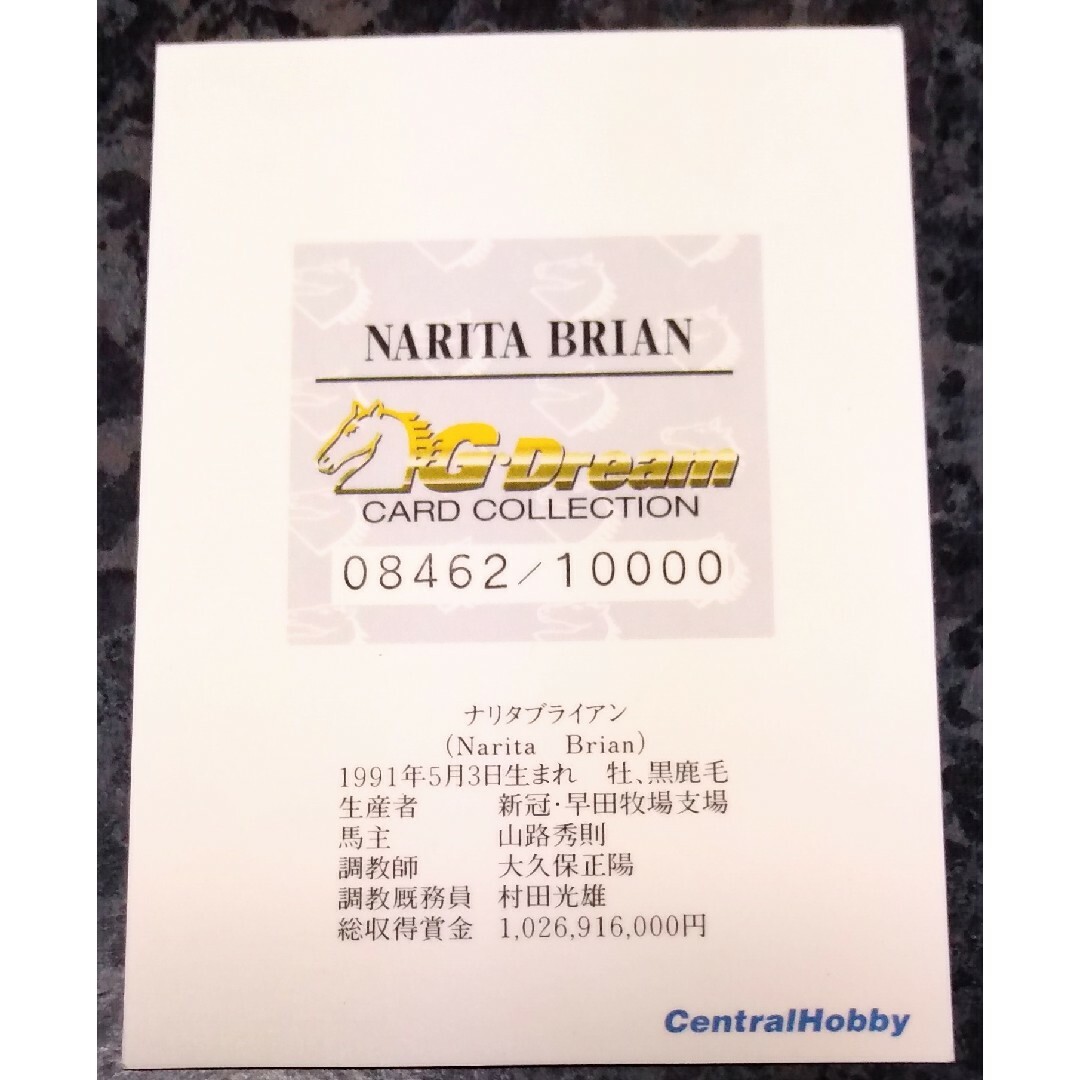 NARITA BRIAN
G·Dream
CARD COLLECTION
08462/10000
ナリタブライアン
(Narita Brian)
1991年5月3日生まれ 牡、黒鹿毛
生産者 新冠・早田牧場支場
馬主 山路秀則
調教師 大久保正陽
調教厩務員 村田光雄
総収得賞金 1,026,916,000円
CentralHobby